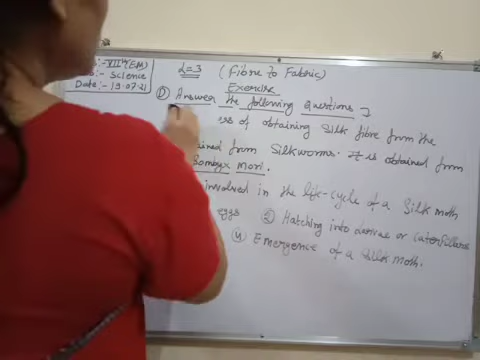 :-VIIth (EM)
:- Science
Date:- 19.07.21
L=3 (Fibre to Fabric)
Exercise
D Answer the following questions
of obtaining silk fibre from the
from silkworms. It is obtained from
Bombyx Mori.
involved in the life-cycle of a silk moth
eggs Hatching into larvae or caterpillars
4 Emergence of a silk moth.